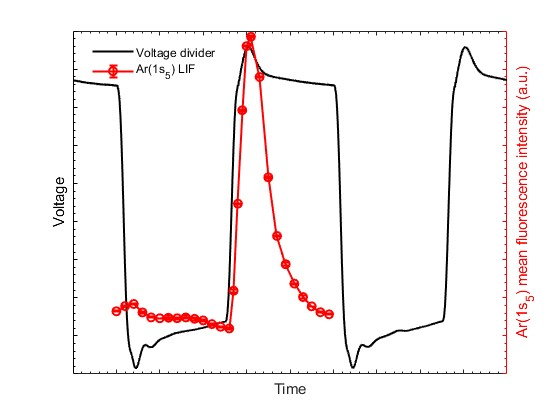 Voltage divider
Ar(1s₅) LIF
Voltage
Ar(1s₅) mean fluorescence intensity (a.u.)
Time